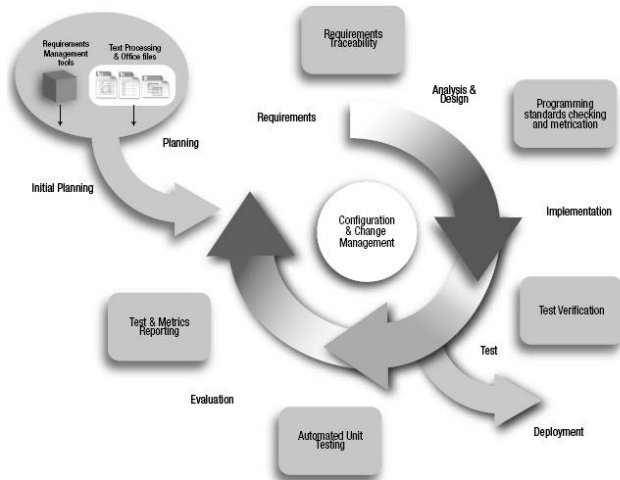 Requirements
Management
tools
Text Processing
& Office files
Requirements
Traceability
Analysis &
Design
Requirements
Programming
standards checking
and metrication
Planning
Initial Planning
Configuration
& Change
Management
Implementation
Test & Metrics
Reporting
Test Verification
Test
Evaluation
Automated Unit
Testing
Deployment